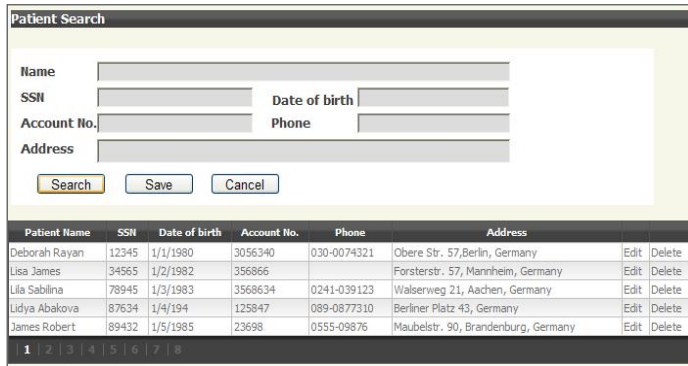 Patient Search
Name
SSN Date of birth
Account No. Phone
Address
Search Save Cancel
Patient Name SSN Date of birth Account No. Phone Address
Deborah Rayan 12345 1/1/1980 3056340 030-0074321 Obere Str. 57,Berlin, Germany Edit Delete
Lisa James 34565 1/2/1982 356866 Forsterstr. 57, Mannheim, Germany Edit Delete
Lila Sabilina 78945 1/3/1983 3568634 0241-039123 Walserweg 21, Aachen, Germany Edit Delete
Lidya Abakova 87634 1/4/194 125847 089-0877310 Berliner Platz 43, Germany Edit Delete
James Robert 89432 1/5/1985 23698 0555-09876 Maubelstr. 90, Brandenburg, Germany Edit Delete
| 1 | 2 | 3 | 4 | 5 | 6 | 7 | 8